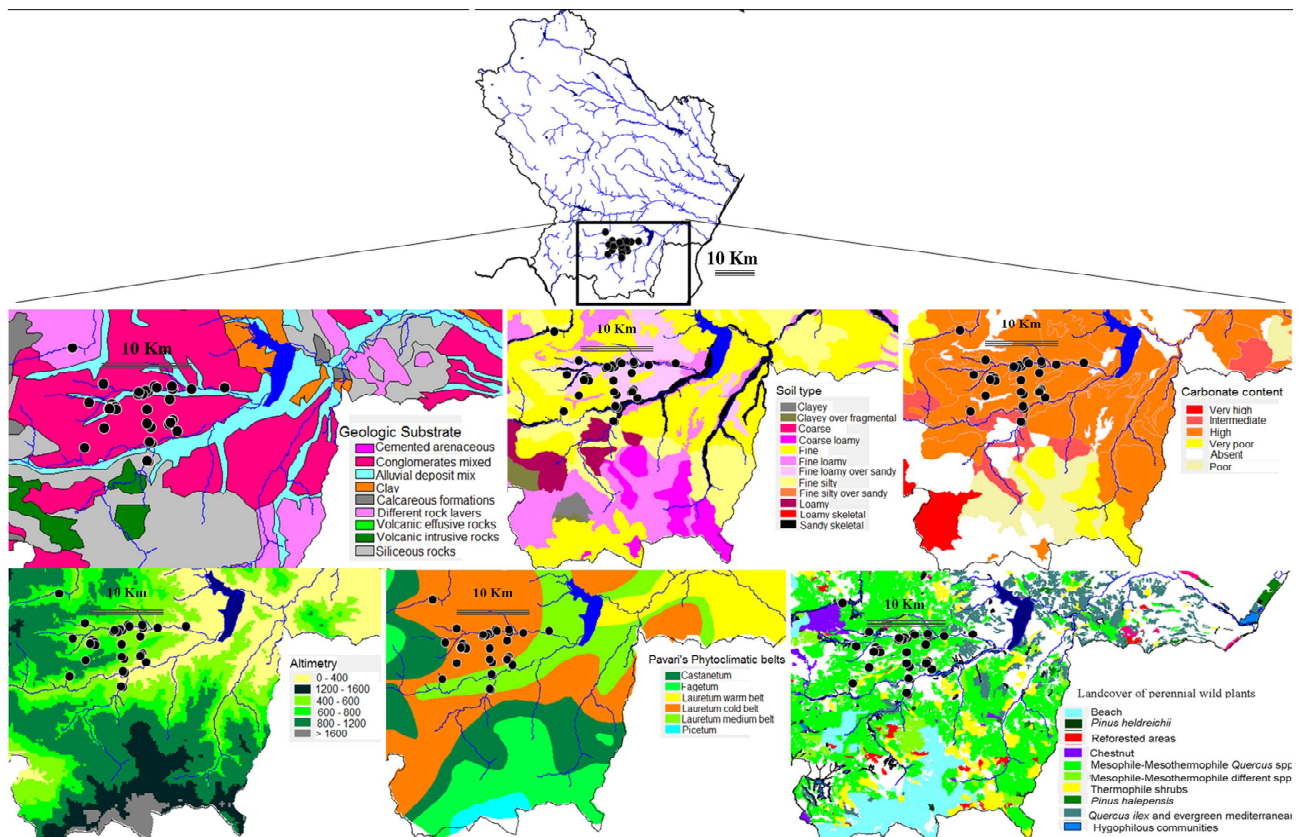 10 Km
10 Km
Geologic Substrate
Cemented arenaceous
Conglomerates mixed
Alluvial deposit mix
Clay
Calcareous formations
Different rock layers
Volcanic effusive rocks
Volcanic intrusive rocks
Siliceous rocks
10 Km
Soil type
Clayey
Clayey over fragmental
Coarse
Coarse loamy
Fine
Fine loamy
Fine loarny over sandy
Fine silty
Fine silty over sandy
Loamy
Loamy skeletal
Sandy skeletal
10 Km
Carbonate content
Very high
Intermediate
High
Very poor
Absent
Poor
10 Km
Altimetry
0 - 400
1200 - 1600
400 - 600
600 - 800
800 - 1200
> 1600
10 Km
Pavari's Phytoclimatic belts
Castanetum
Fagetum
Lauretum warm belt
Lauretum cold belt
Lauretum medium belt
Picetum
10 Km
Landcover of perennial wild plants
Beach
Pinus heldreichii
Reforested areas
Chestnut
Mesophile-Mesothermophile Quercus spp
Mesophile-Mesothermophile different spp
Thermophile shrubs
Pinus halepensis
Quercus ilex and evergreen mediterranean
Hygophilous communities